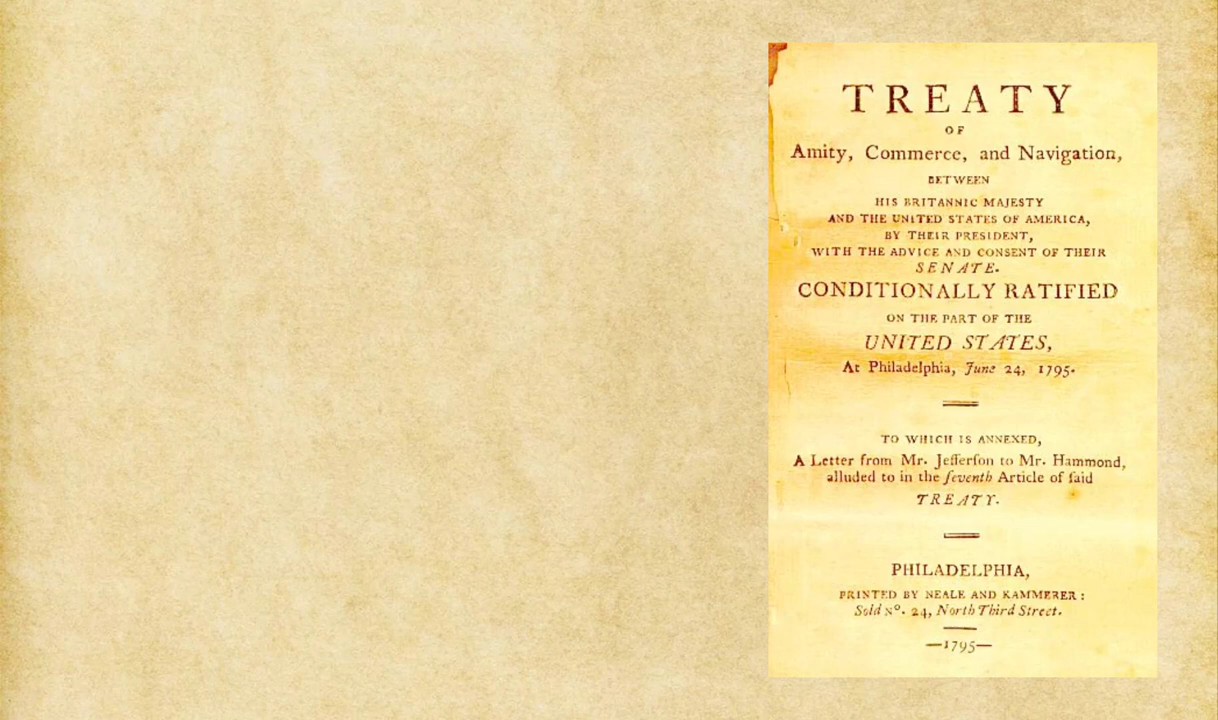 TREATY
OF
Amity, Commerce, and Navigation,
BETWEEN
HIS BRITANNIC MAJESTY
AND THE UNITED STATES OF AMERICA,
BY THEIR PRESIDENT,
WITH THE ADVICE AND CONSENT OF THEIR
SENATE.
CONDITIONALLY RATIFIED
ON THE PART OF THE
UNITED STATES,
At Philadelphia, June 24, 1795.
TO WHICH IS ANNEXED,
A Letter from Mr. Jefferſon to Mr. Hammond,
alluded to in the ſeventh Article of ſaid
TREATY.
PHILADELPHIA,
PRINTED BY NEALE AND KAMMERER :
Sold Nº. 24, North Third Street.
—1795—